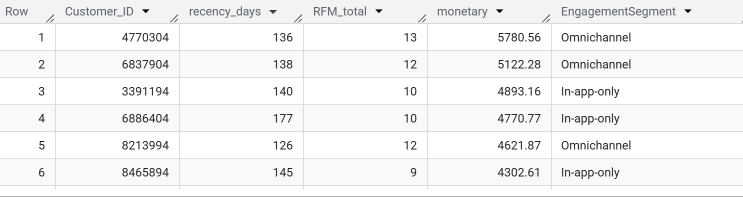 Row Customer_ID recency_days RFM_total monetary EngagementSegment
1 4770304 136 13 5780.56 Omnichannel
2 6837904 138 12 5122.28 Omnichannel
3 3391194 140 10 4893.16 In-app-only
4 6886404 177 10 4770.77 In-app-only
5 8213994 126 12 4621.87 Omnichannel
6 8465894 145 9 4302.61 In-app-only